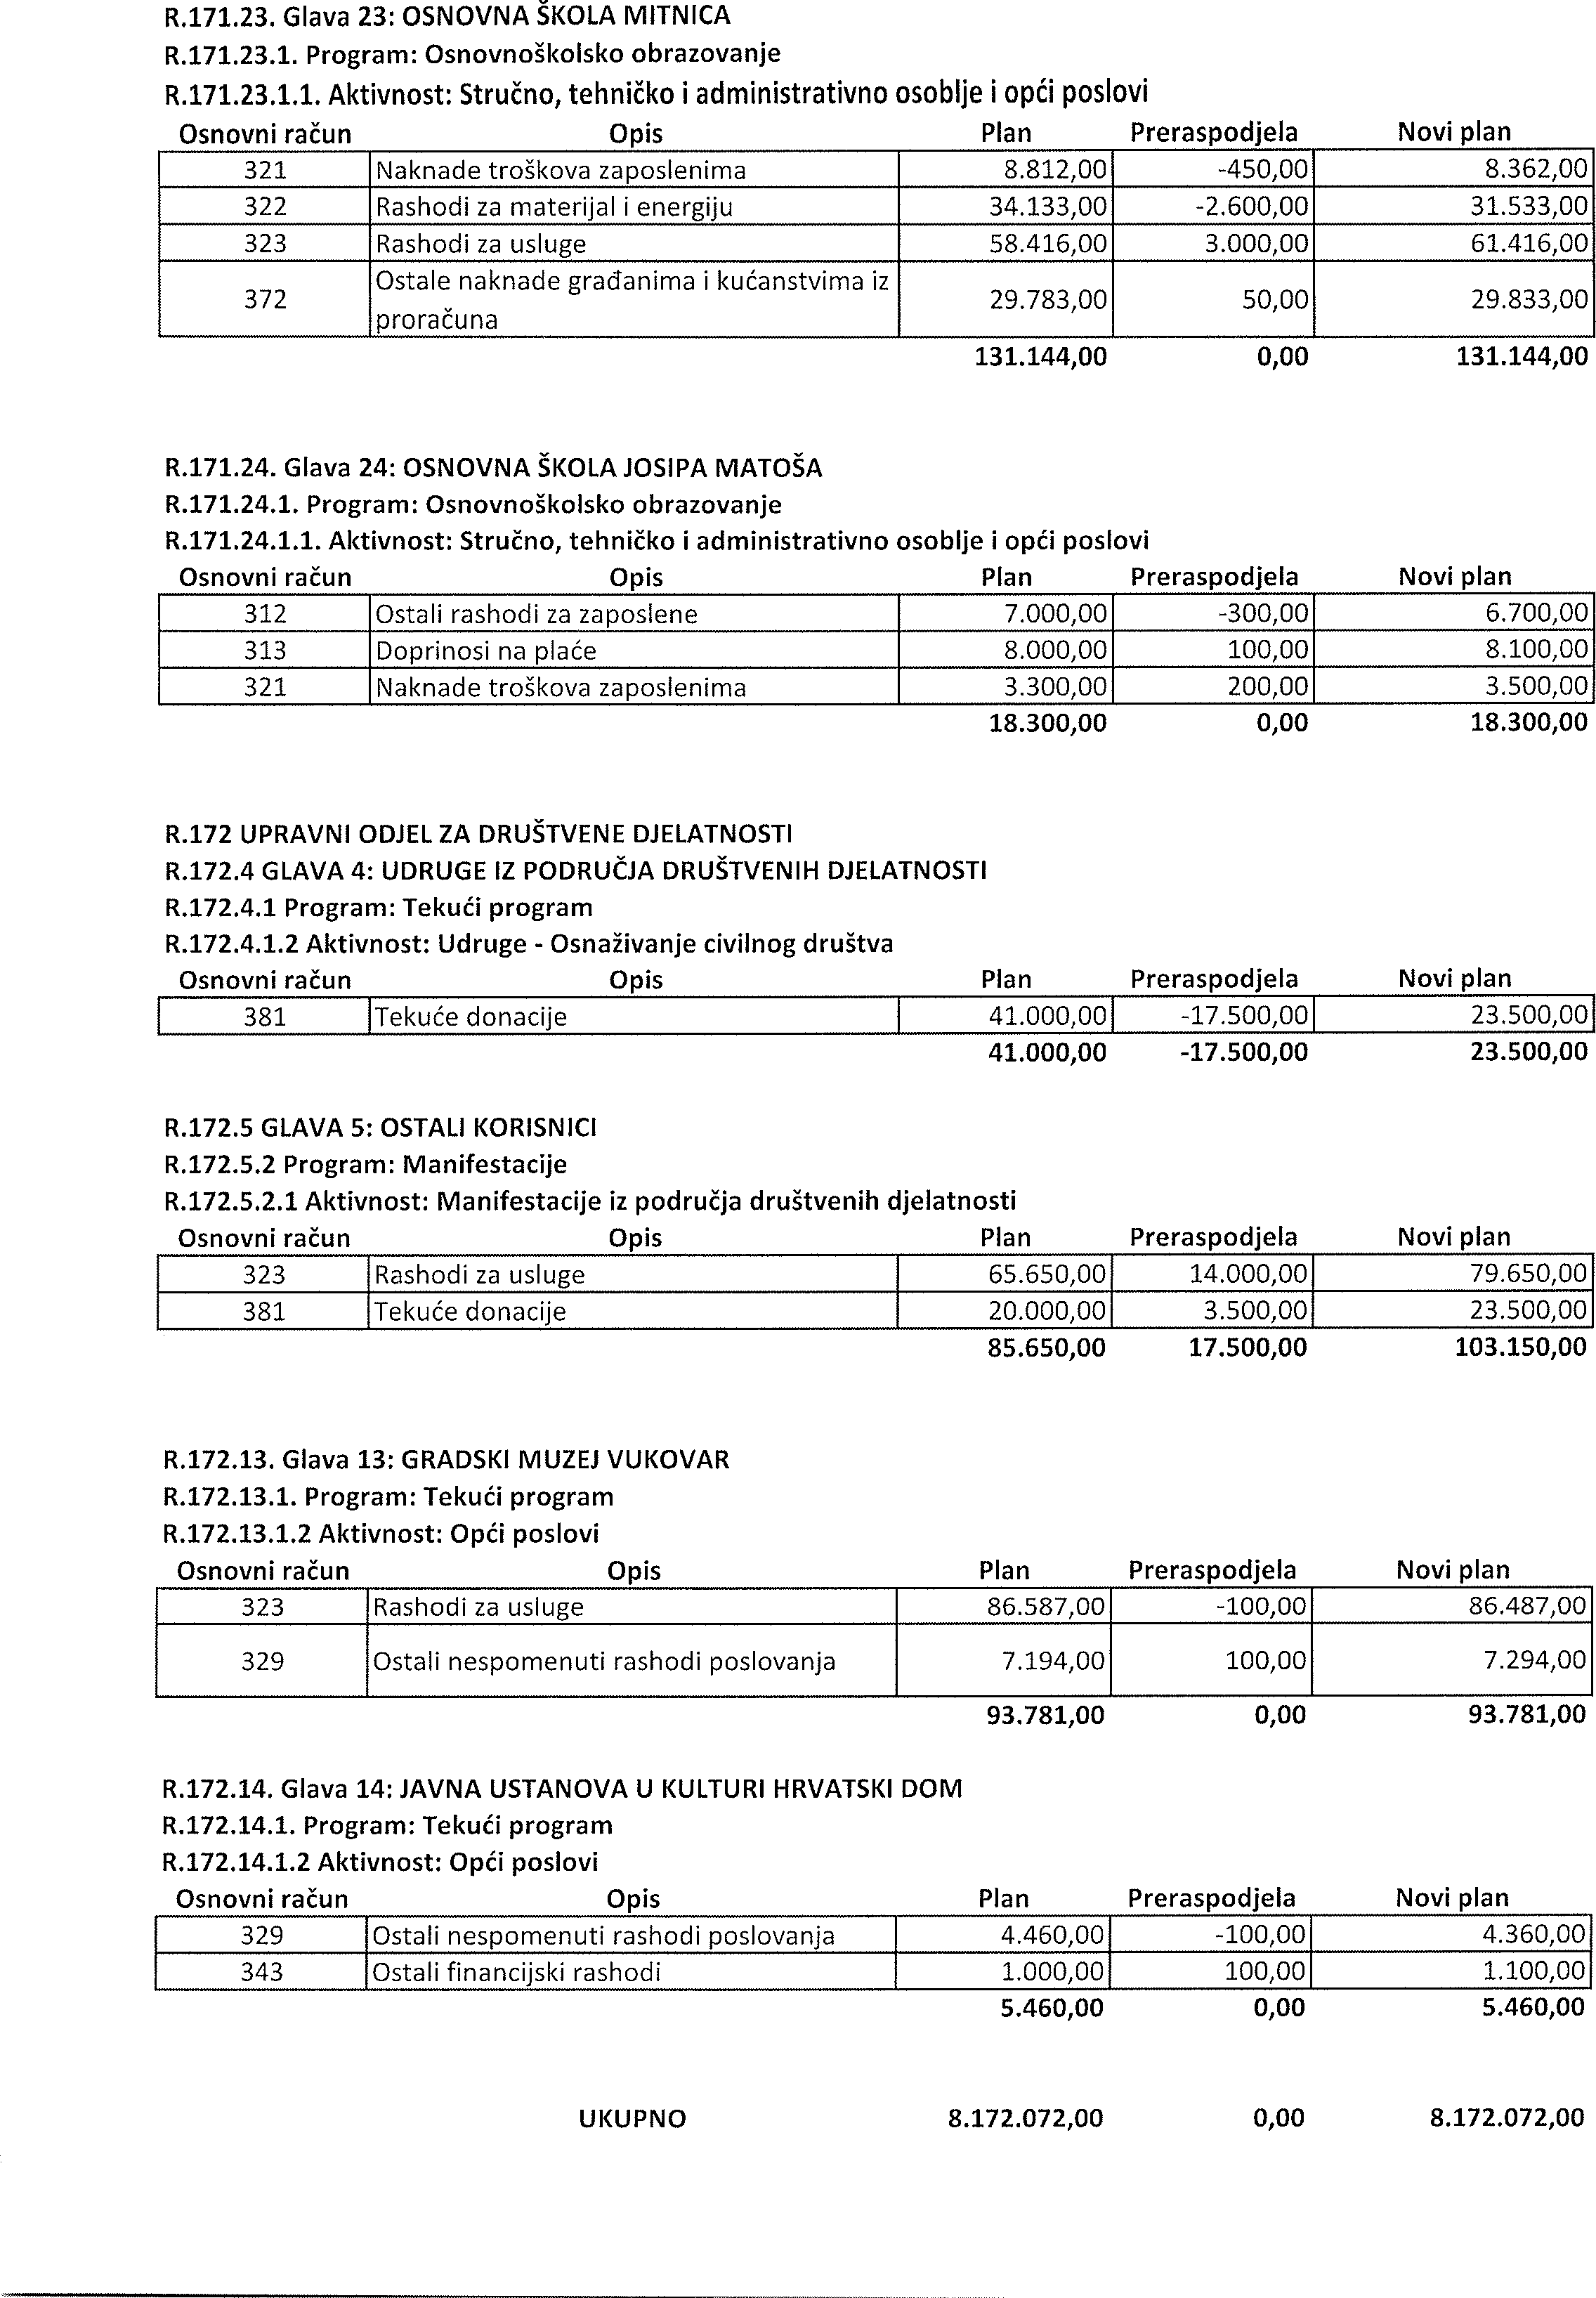 R.171.23. Glava 23: OSNOVNA ŠKOLA MITNICA
R.171.23.1. Program: Osnovnoškolsko obrazovanje
R.171.23.1.1. Aktivnost: Stručno, tehničko i administrativno osoblje i opći poslovi
Osnovni račun Opis Plan Preraspodjela Novi plan
321 Naknade troškova zaposlenima 8.812,00 -450,00 8.362,00
322 Rashodi za materijal i energiju 34.133,00 -2.600,00 31.533,00
323 Rashodi za usluge 58.416,00 3.000,00 61.416,00
372 Ostale naknade građanima i kućanstvima iz 29.783,00 50,00 29.833,00
proračuna
131.144,00 0,00 131.144,00
R.171.24. Glava 24: OSNOVNA ŠKOLA JOSIPA MATOŠA
R.171.24.1. Program: Osnovnoškolsko obrazovanje
R.171.24.1.1. Aktivnost: Stručno, tehničko i administrativno osoblje i opći poslovi
Osnovni račun Opis Plan Preraspodjela Novi plan
312 Ostali rashodi za zaposlene 7.000,00 -300,00 6.700,00
313 Doprinosi na plaće 8.000,00 100,00 8.100,00
321 Naknade troškova zaposlenima 3.300,00 200,00 3.500,00
18.300,00 0,00 18.300,00
R.172 UPRAVNI ODJEL ZA DRUŠTVENE DJELATNOSTI
R.172.4 GLAVA 4: UDRUGE IZ PODRUČJA DRUŠTVENIH DJELATNOSTI
R.172.4.1 Program: Tekući program
R.172.4.1.2 Aktivnost: Udruge - Osnaživanje civilnog društva
Osnovni račun Opis Plan Preraspodjela Novi plan
381 Tekuće donacije 41.000,00 -17.500,00 23.500,00
41.000,00 -17.500,00 23.500,00
R.172.5 GLAVA 5: OSTALI KORISNICI
R.172.5.2 Program: Manifestacije
R.172.5.2.1 Aktivnost: Manifestacije iz područja društvenih djelatnosti
Osnovni račun Opis Plan Preraspodjela Novi plan
323 Rashodi za usluge 65.650,00 14.000,00 79.650,00
381 Tekuće donacije 20.000,00 3.500,00 23.500,00
85.650,00 17.500,00 103.150,00
R.172.13. Glava 13: GRADSKI MUZEJ VUKOVAR
R.172.13.1. Program: Tekući program
R.172.13.1.2 Aktivnost: Opći poslovi
Osnovni račun Opis Plan Preraspodjela Novi plan
323 Rashodi za usluge 86.587,00 -100,00 86.487,00
329 Ostali nespomenuti rashodi poslovanja 7.194,00 100,00 7.294,00
93.781,00 0,00 93.781,00
R.172.14. Glava 14: JAVNA USTANOVA U KULTURI HRVATSKI DOM
R.172.14.1. Program: Tekući program
R.172.14.1.2 Aktivnost: Opći poslovi
Osnovni račun Opis Plan Preraspodjela Novi plan
329 Ostali nespomenuti rashodi poslovanja 4.460,00 -100,00 4.360,00
343 Ostali financijski rashodi 1.000,00 100,00 1.100,00
5.460,00 0,00 5.460,00
UKUPNO 8.172.072,00 0,00 8.172.072,00